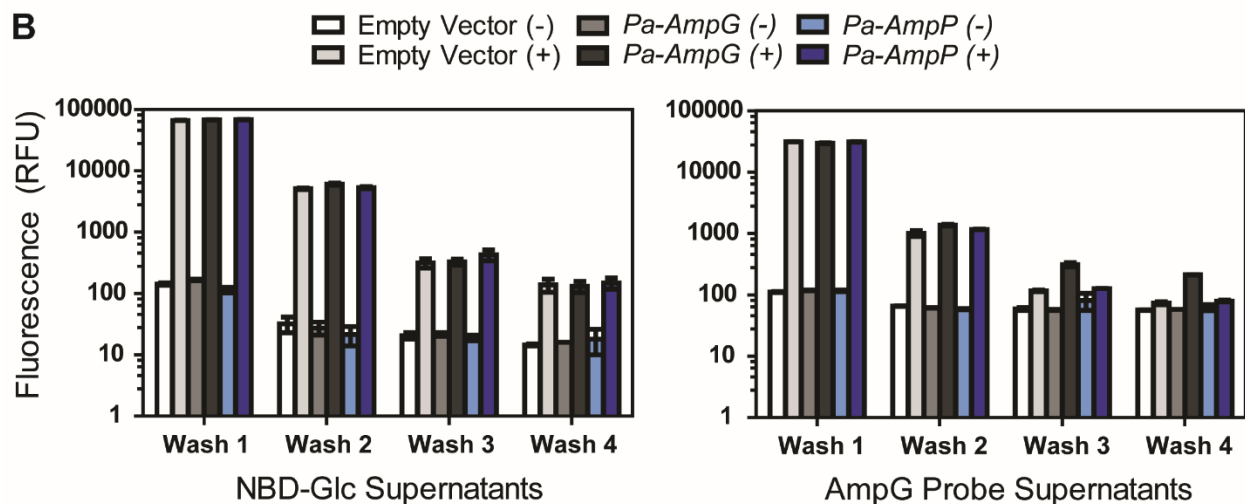 B
Empty Vector (-) Pa-AmpG (-) Pa-AmpP (-)
Empty Vector (+) Pa-AmpG (+) Pa-AmpP (+)
Fluorescence (RFU)
100000
10000
1000
100
10
1
Wash 1 Wash 2 Wash 3 Wash 4
NBD-Glc Supernatants
100000
10000
1000
100
10
1
Wash 1 Wash 2 Wash 3 Wash 4
AmpG Probe Supernatants